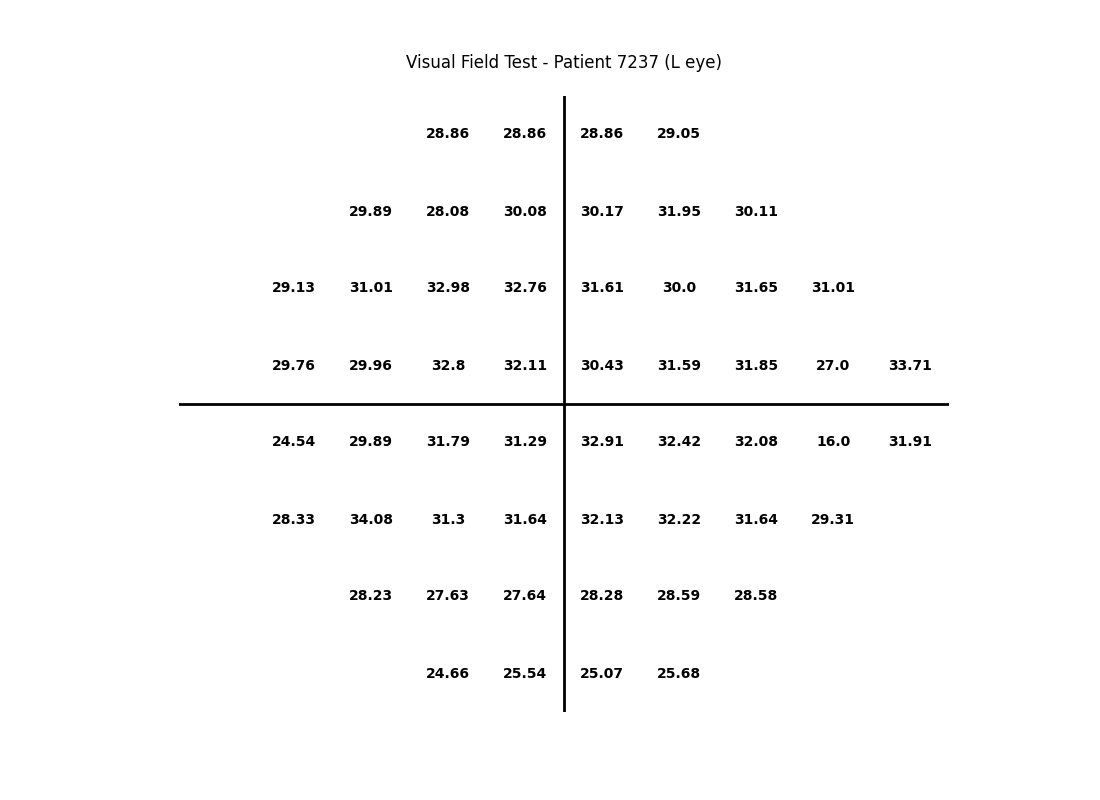 Visual Field Test - Patient 7237 (L eye)
28.86 28.86 28.86 29.05
29.89 28.08 30.08 30.17 31.95 30.11
29.13 31.01 32.98 32.76 31.61 30.0 31.65 31.01
29.76 29.96 32.8 32.11 30.43 31.59 31.85 27.0 33.71
24.54 29.89 31.79 31.29 32.91 32.42 32.08 16.0 31.91
28.33 34.08 31.3 31.64 32.13 32.22 31.64 29.31
28.23 27.63 27.64 28.28 28.59 28.58
24.66 25.54 25.07 25.68